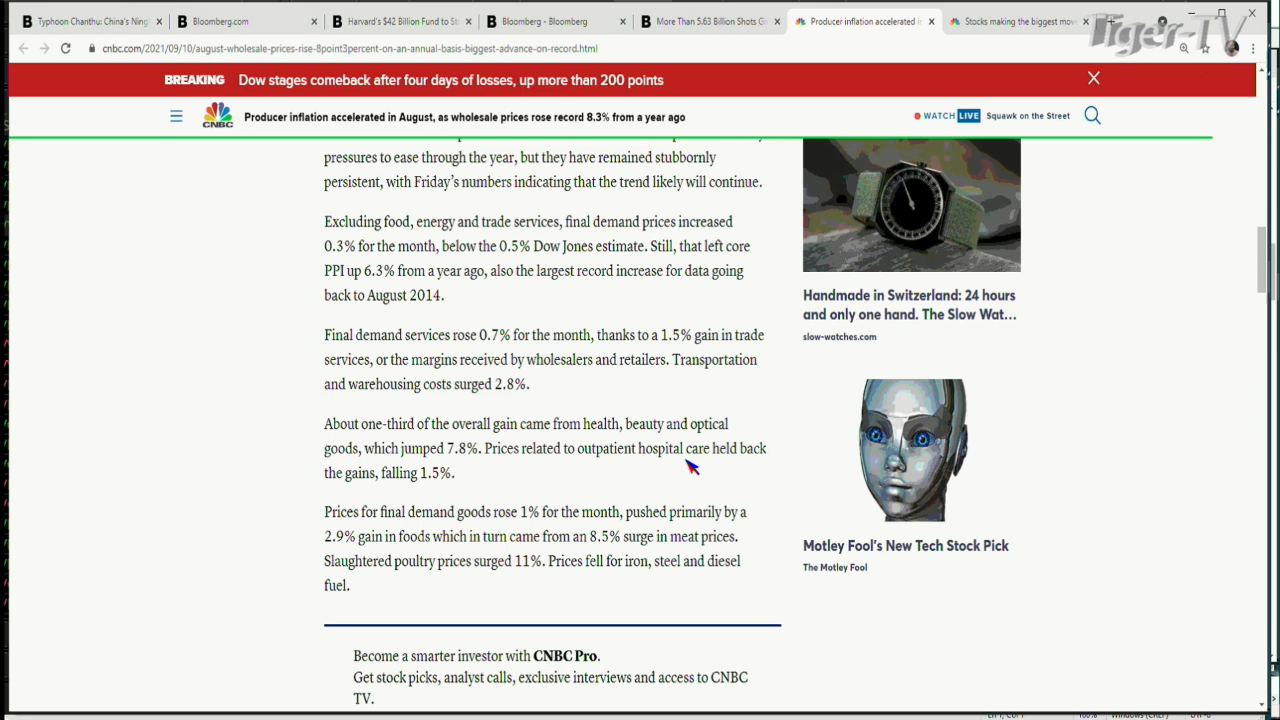 Typhoon Chanthu: China's Ning
Bloomberg.com
Harvard's $42 Billion Fund to St
Bloomberg - Bloomberg
More Than 5.63 Billion Shots G
Producer inflation accelerated i
Stocks making the biggest mov
Tiger-TV
cnbc.com/2021/09/10/august-wholesale-prices-rise-8point3percent-on-an-annual-basis-biggest-advance-on-record.html
BREAKING Dow stages comeback after four days of losses, up more than 200 points
CNBC
Producer inflation accelerated in August, as wholesale prices rose record 8.3% from a year ago
WATCH LIVE Squawk on the Street
pressures to ease through the year, but they have remained stubbornly
persistent, with Friday's numbers indicating that the trend likely will continue.
Excluding food, energy and trade services, final demand prices increased
0.3% for the month, below the 0.5% Dow Jones estimate. Still, that left core
PPI up 6.3% from a year ago, also the largest record increase for data going
back to August 2014.
Final demand services rose 0.7% for the month, thanks to a 1.5% gain in trade
services, or the margins received by wholesalers and retailers. Transportation
and warehousing costs surged 2.8%.
About one-third of the overall gain came from health, beauty and optical
goods, which jumped 7.8%. Prices related to outpatient hospital care held back
the gains, falling 1.5%.
Prices for final demand goods rose 1% for the month, pushed primarily by a
2.9% gain in foods which in turn came from an 8.5% surge in meat prices.
Slaughtered poultry prices surged 11%. Prices fell for iron, steel and diesel
fuel.
Become a smarter investor with CNBC Pro.
Get stock picks, analyst calls, exclusive interviews and access to CNBC
TV.
Handmade in Switzerland: 24 hours
and only one hand. The Slow Wat...
slow-watches.com
Motley Fool's New Tech Stock Pick
The Motley Fool
100%